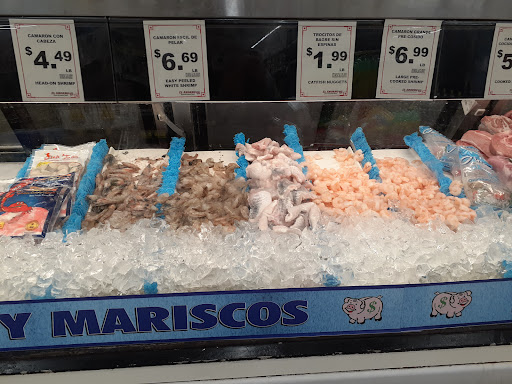 CAMARON CON
CABEZA
$4.49
LB
HEAD-ON SHRIMP
CAMARON FACIL DE
PELAR
$6.69
LB
EASY PEELED
WHITE SHRIMP
TROCITOS DE
BAGRE SIN
ESPINAS
$1.99
LB
CATFISH NUGGETS
CAMARON GRANDE
PRE-COCIDO
$6.99
LB
LARGE PRE
COOKED SHRIMP
$5
Y MARISCOS
$
$